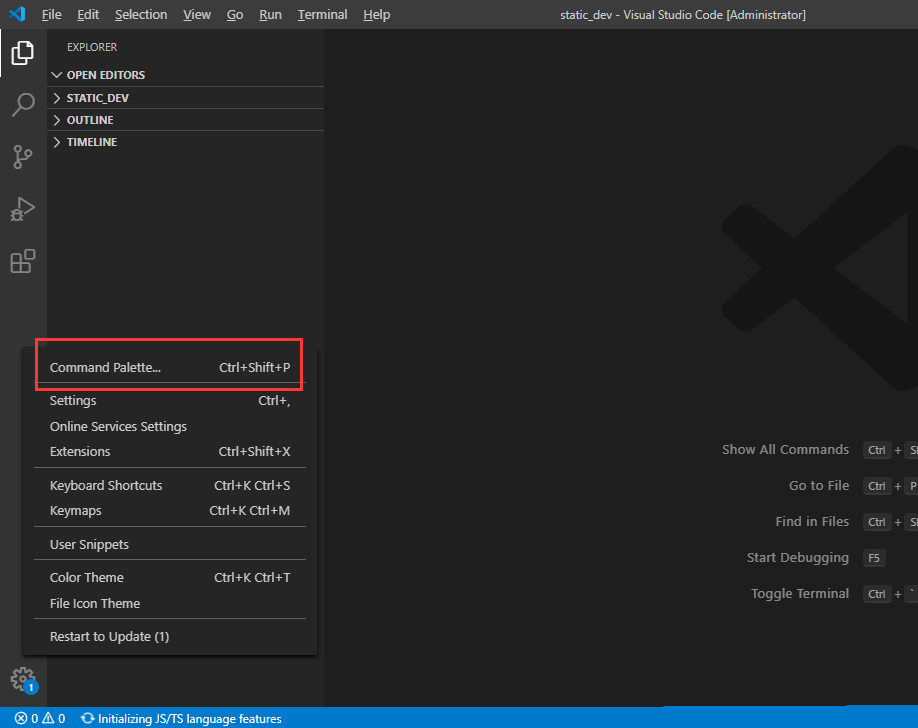 File Edit Selection View Go Run Terminal Help static_dev - Visual Studio Code [Administrator]
EXPLORER
OPEN EDITORS
STATIC_DEV
OUTLINE
TIMELINE
Command Palette... Ctrl+Shift+P
Settings Ctrl+,
Online Services Settings
Extensions Ctrl+Shift+X
Keyboard Shortcuts Ctrl+K Ctrl+S
Keymaps Ctrl+K Ctrl+M
User Snippets
Color Theme Ctrl+K Ctrl+T
File Icon Theme
Restart to Update (1)
Show All Commands Ctrl +
Go to File Ctrl + P
Find in Files Ctrl +
Start Debugging F5
Toggle Terminal Ctrl + `
1
0 0 Initializing JS/TS language features